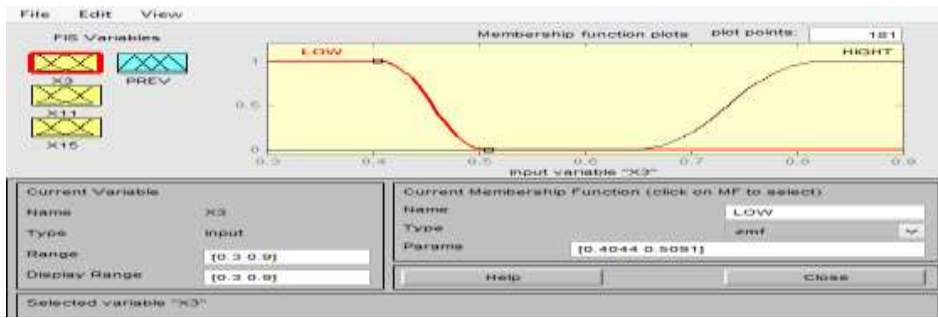 File Edit View
FIS Variables
Membership function plots plot points: 181
LOW HIGHT
X3 PREV
X11
X15
1
0.5
0
0.3 0.4 0.5 0.6 0.7 0.8 0.9
input variable "X3"
Current Variable
Name X3
Type input
Range [0.3 0.9]
Display Range [0.3 0.9]
Current Membership Function (click on MF to select)
Name LOW
Type zmf
Params [0.4044 0.5091]
Help Close
Selected variable "X3"